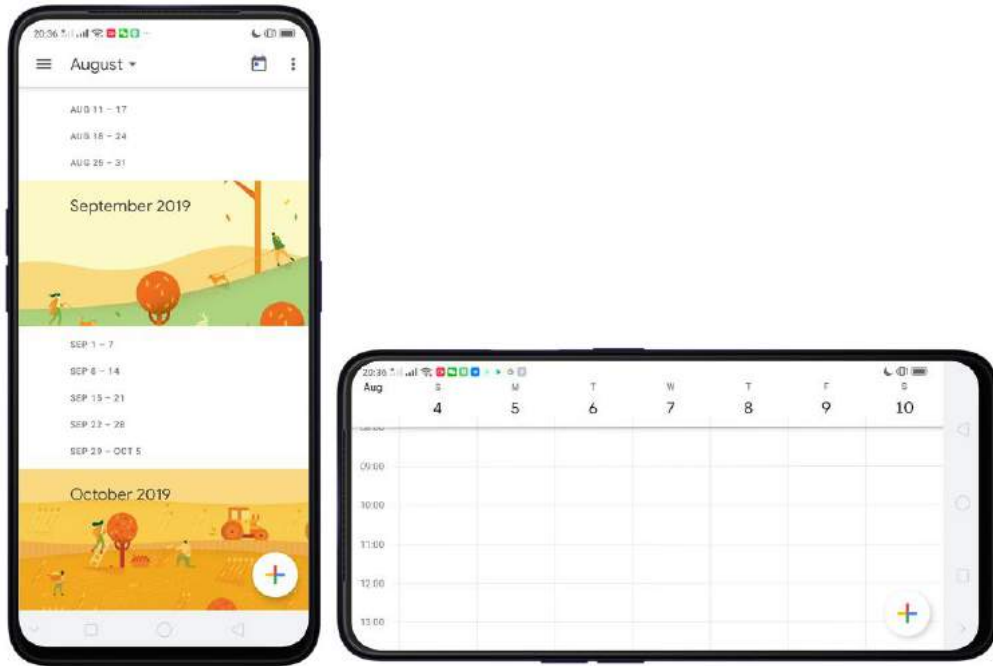 20:36
August
AUG 11 – 17
AUG 18 – 24
AUG 25 – 31
September 2019
SEP 1 – 7
SEP 8 – 14
SEP 15 – 21
SEP 22 – 28
SEP 29 – OCT 5
October 2019
20:36
Aug S M T W T F S
4 5 6 7 8 9 10
09:00
10:00
11:00
12:00
13:00